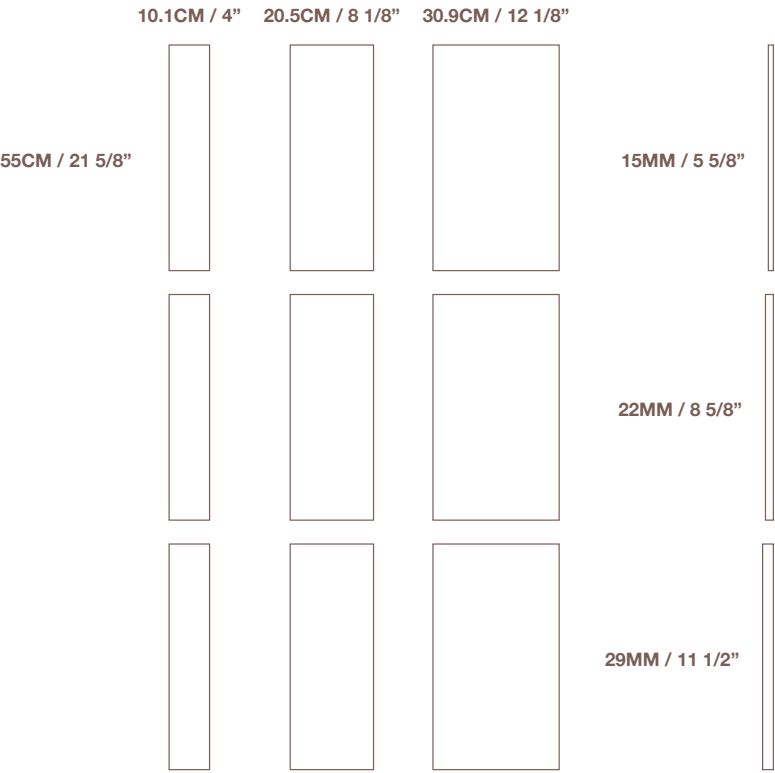 10.1CM / 4” 20.5CM / 8 1/8” 30.9CM / 12 1/8”
55CM / 21 5/8” 15MM / 5 5/8”
22MM / 8 5/8”
29MM / 11 1/2”